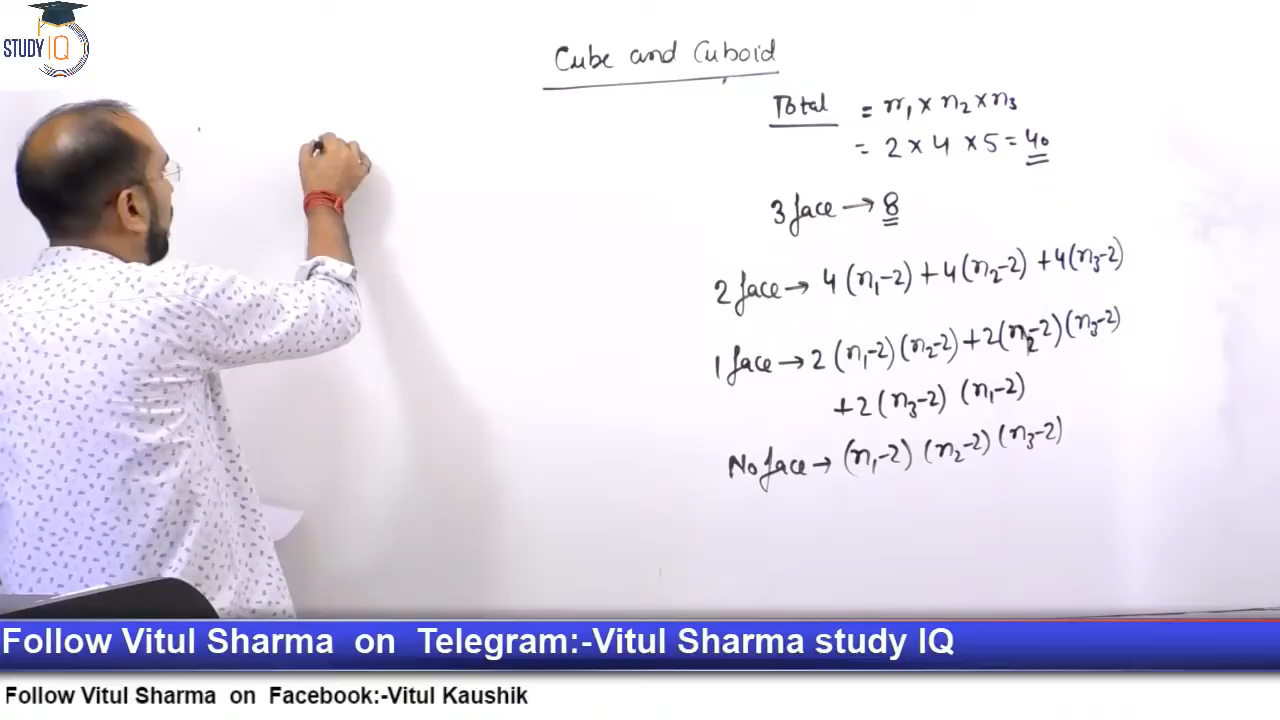 STUDY IQ
Cube and Cuboid
Total = n₁ × n₂ × n₃
= 2 × 4 × 5 = 40
3 face → 8
2 face → 4 (n₁-2) + 4 (n₂-2) + 4(n₃-2)
1 face → 2 (n₁-2) (n₂-2) + 2(n₂-2) (n₃-2)
+2 (n₃-2) (n₁-2)
No face → (n₁-2) (n₂-2) (n₃-2)
Follow Vitul Sharma on Telegram:-Vitul Sharma study IQ
Follow Vitul Sharma on Facebook:-Vitul Kaushik